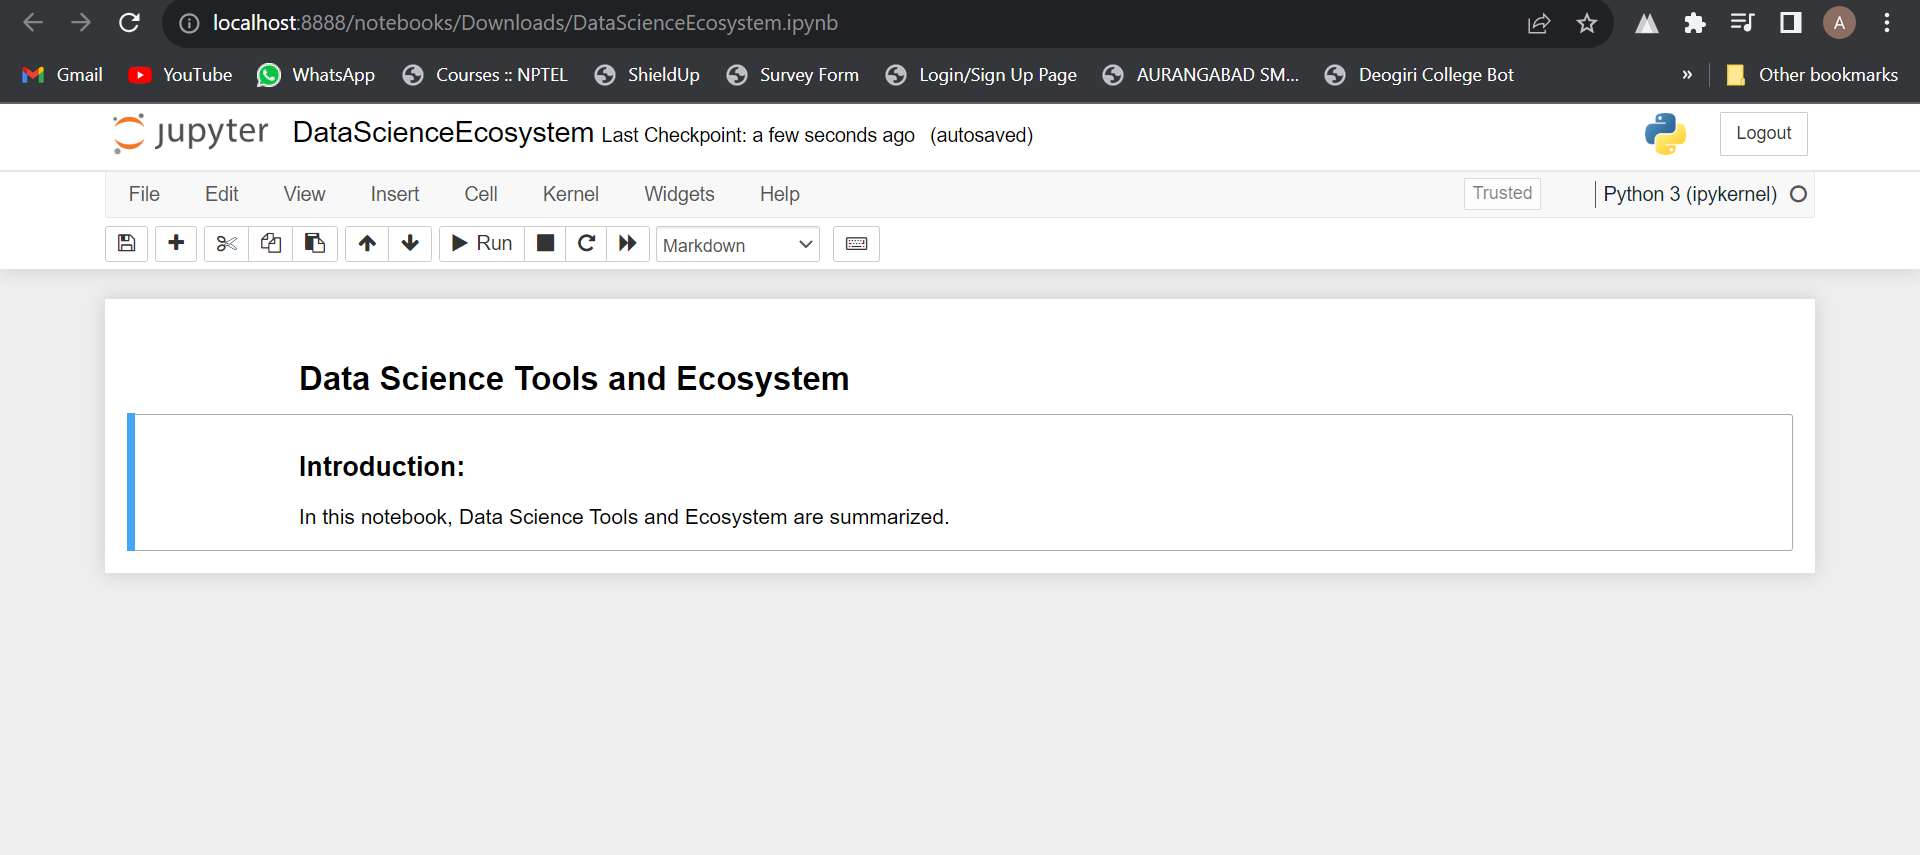 localhost:8888/notebooks/Downloads/DataScienceEcosystem.ipynb
A
Gmail YouTube WhatsApp Courses :: NPTEL ShieldUp Survey Form Login/Sign Up Page AURANGABAD SM... Deogiri College Bot » Other bookmarks
jupyter DataScienceEcosystem Last Checkpoint: a few seconds ago (autosaved) Logout
File Edit View Insert Cell Kernel Widgets Help Trusted Python 3 (ipykernel)
Run Markdown
Data Science Tools and Ecosystem
Introduction:
In this notebook, Data Science Tools and Ecosystem are summarized.